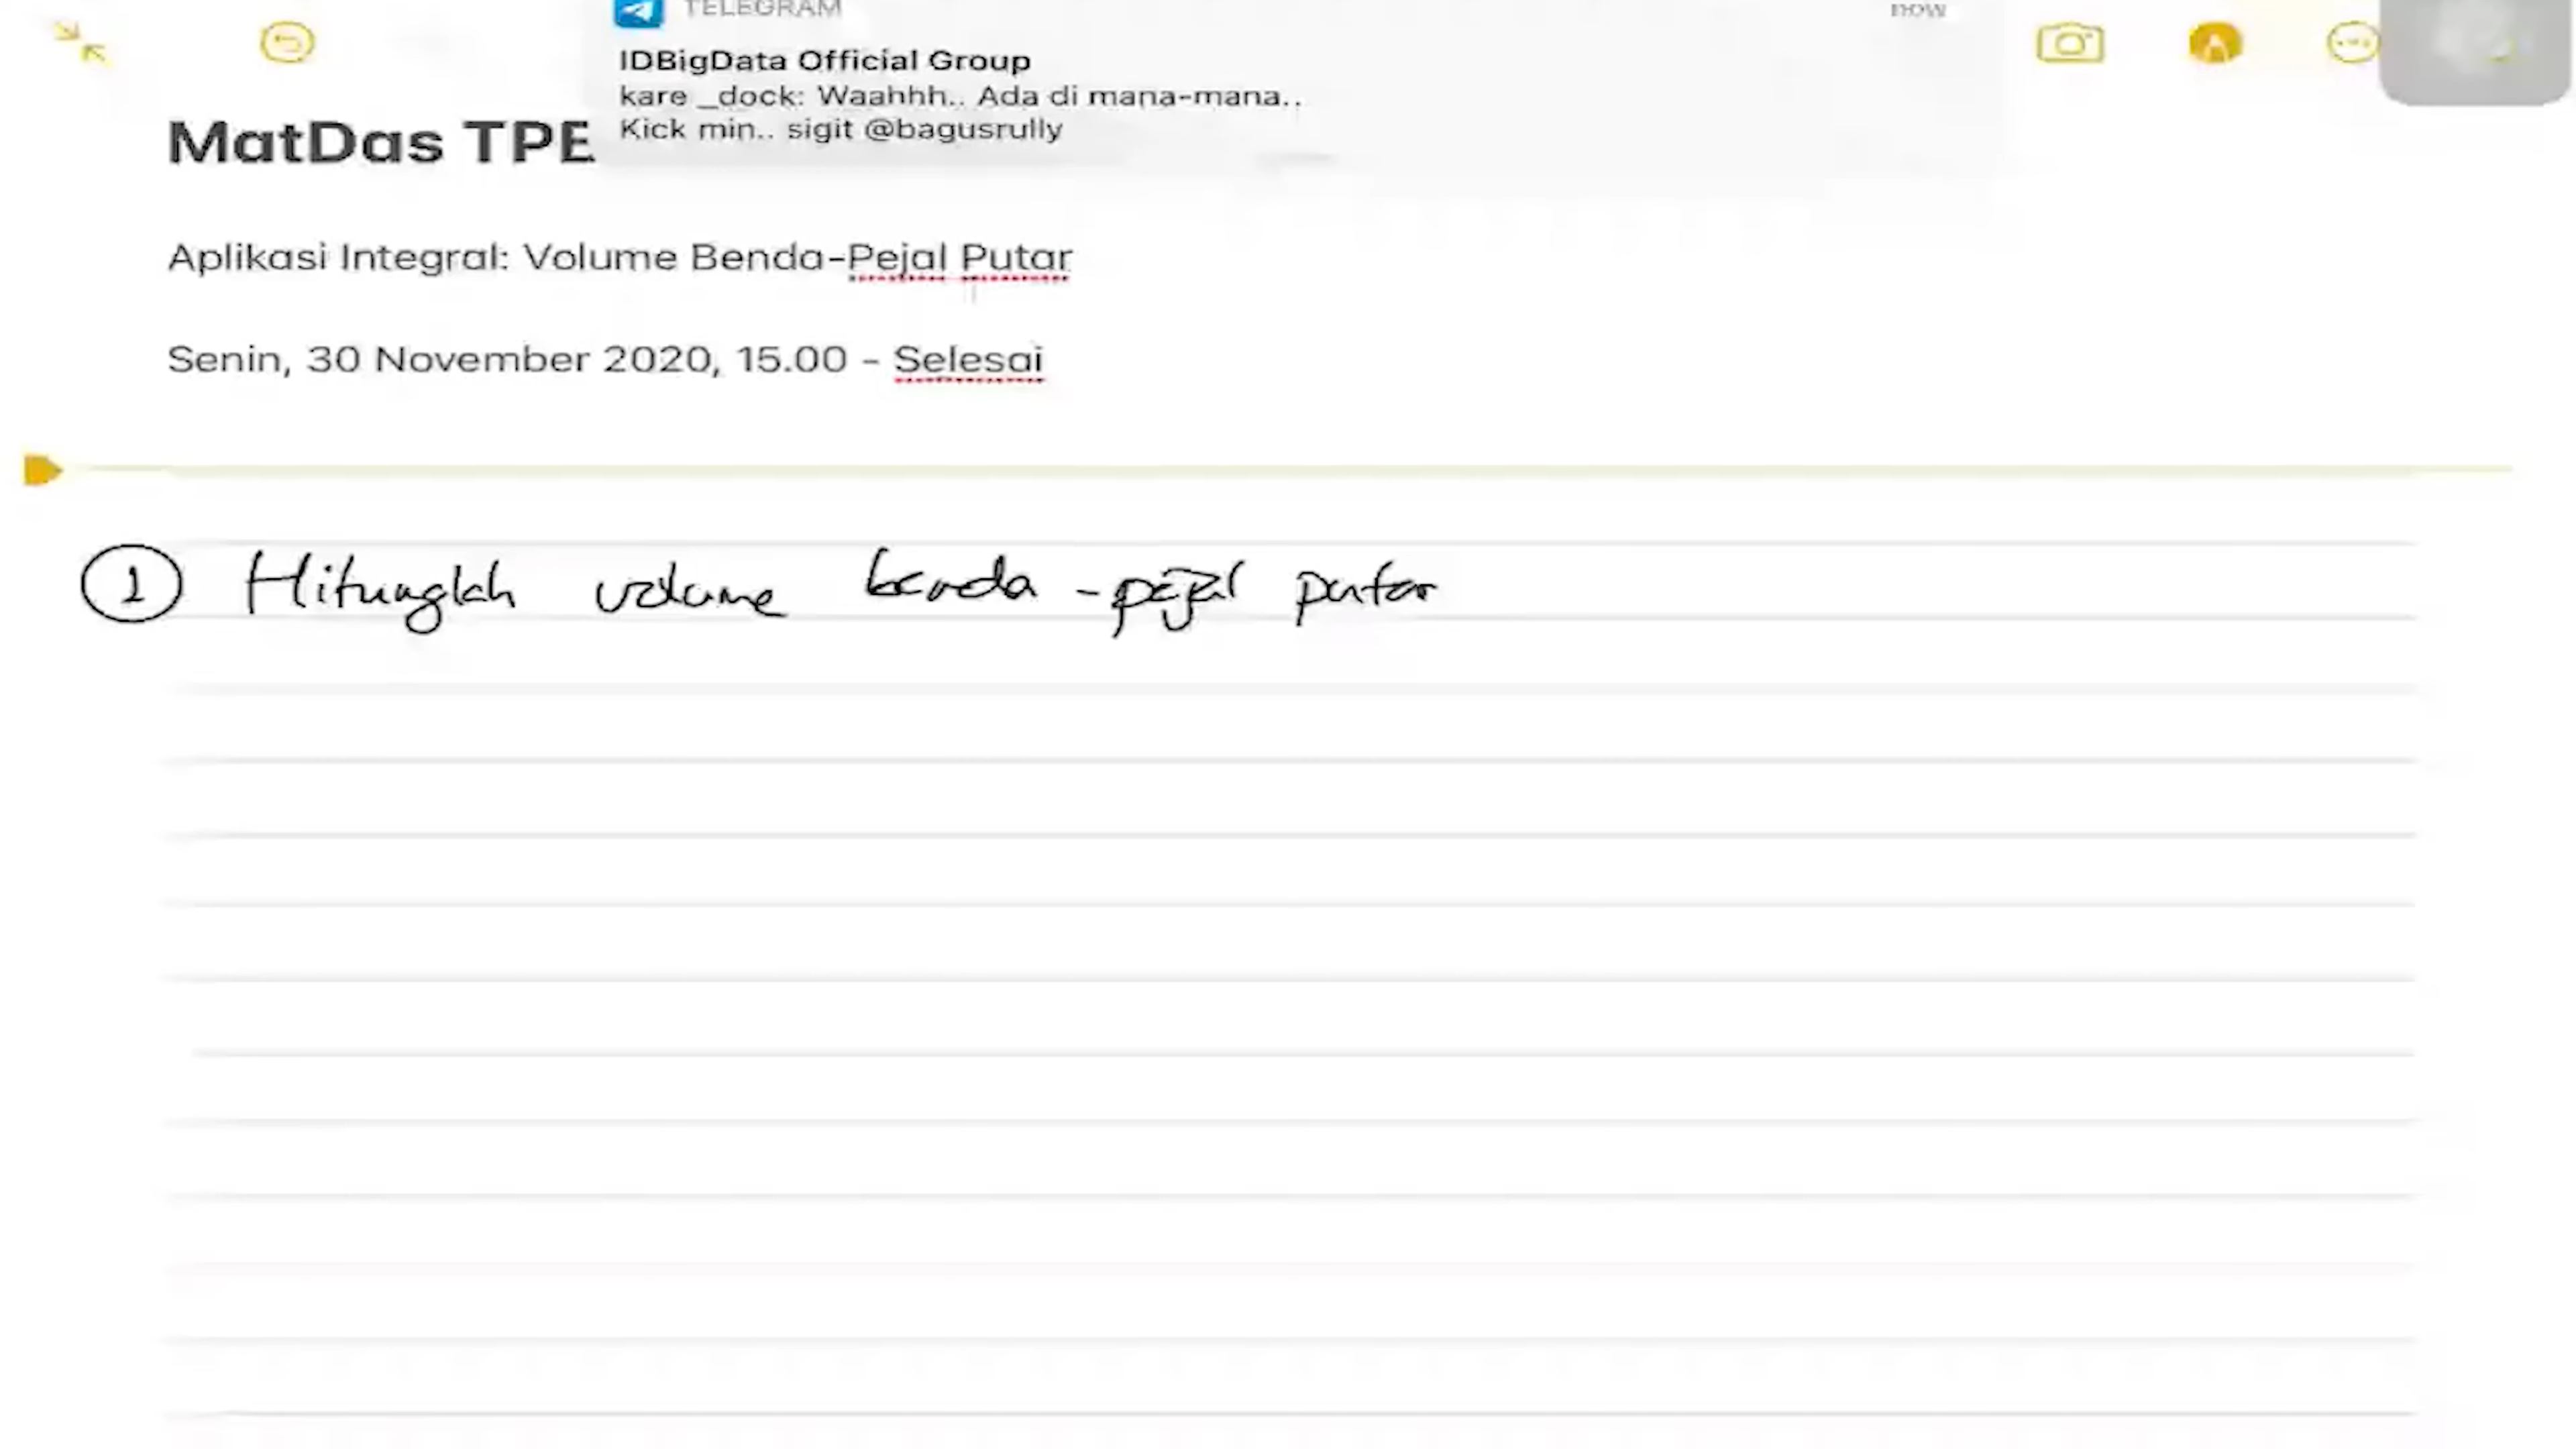 TELEGRAM now
IDBigData Official Group
kare _dock: Waahhh.. Ada di mana-mana..
Kick min.. sigit @bagusrully
MatDas TPE
Aplikasi Integral: Volume Benda-Pejal Putar
Senin, 30 November 2020, 15.00 - Selesai
1 Hitunglah volume benda -pejal putar